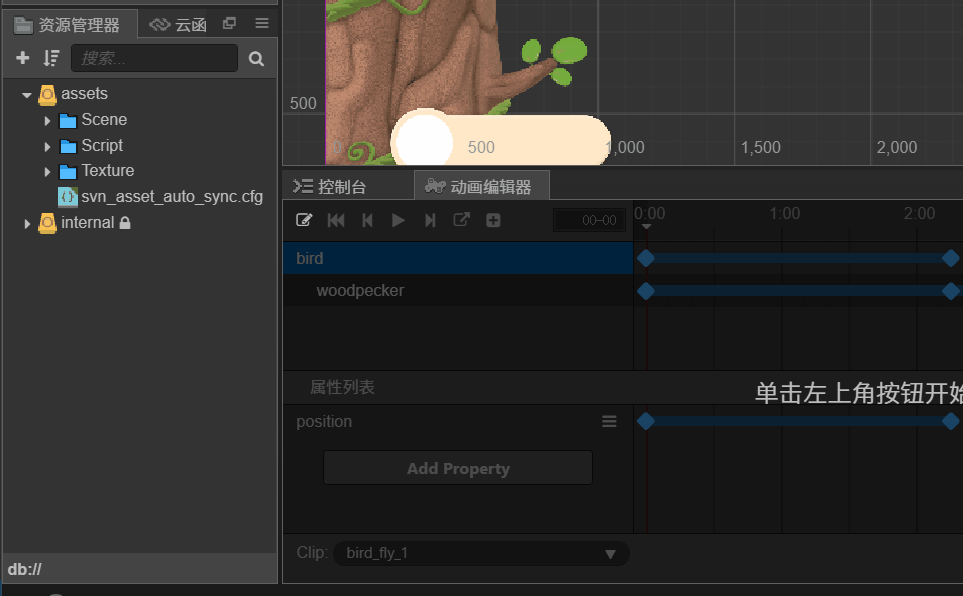 资源管理器
云函
搜索...
assets
Scene
Script
Texture
svn_asset_auto_sync.cfg
internal
db://
500
0
500
1,000
1,500
2,000
控制台
动画编辑器
00-00
0:00
1:00
2:00
bird
woodpecker
属性列表
单击左上角按钮开始
position
Add Property
Clip:
bird_fly_1